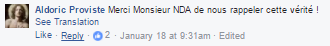 Aldoric Proviste Merci Monsieur NDA de nous rappeler cette vérité !
See Translation
Like · Reply · 2 · January 18 at 9:31am · Edited